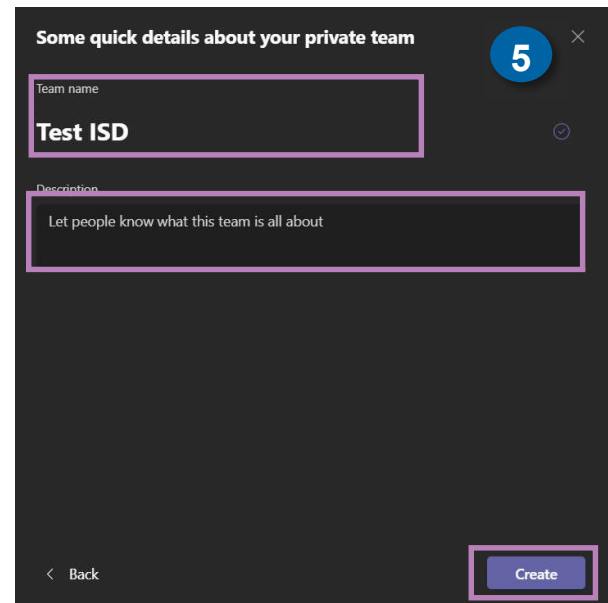 Some quick details about your private team
5
Team name
Test ISD
Description
Let people know what this team is all about
Back
Create